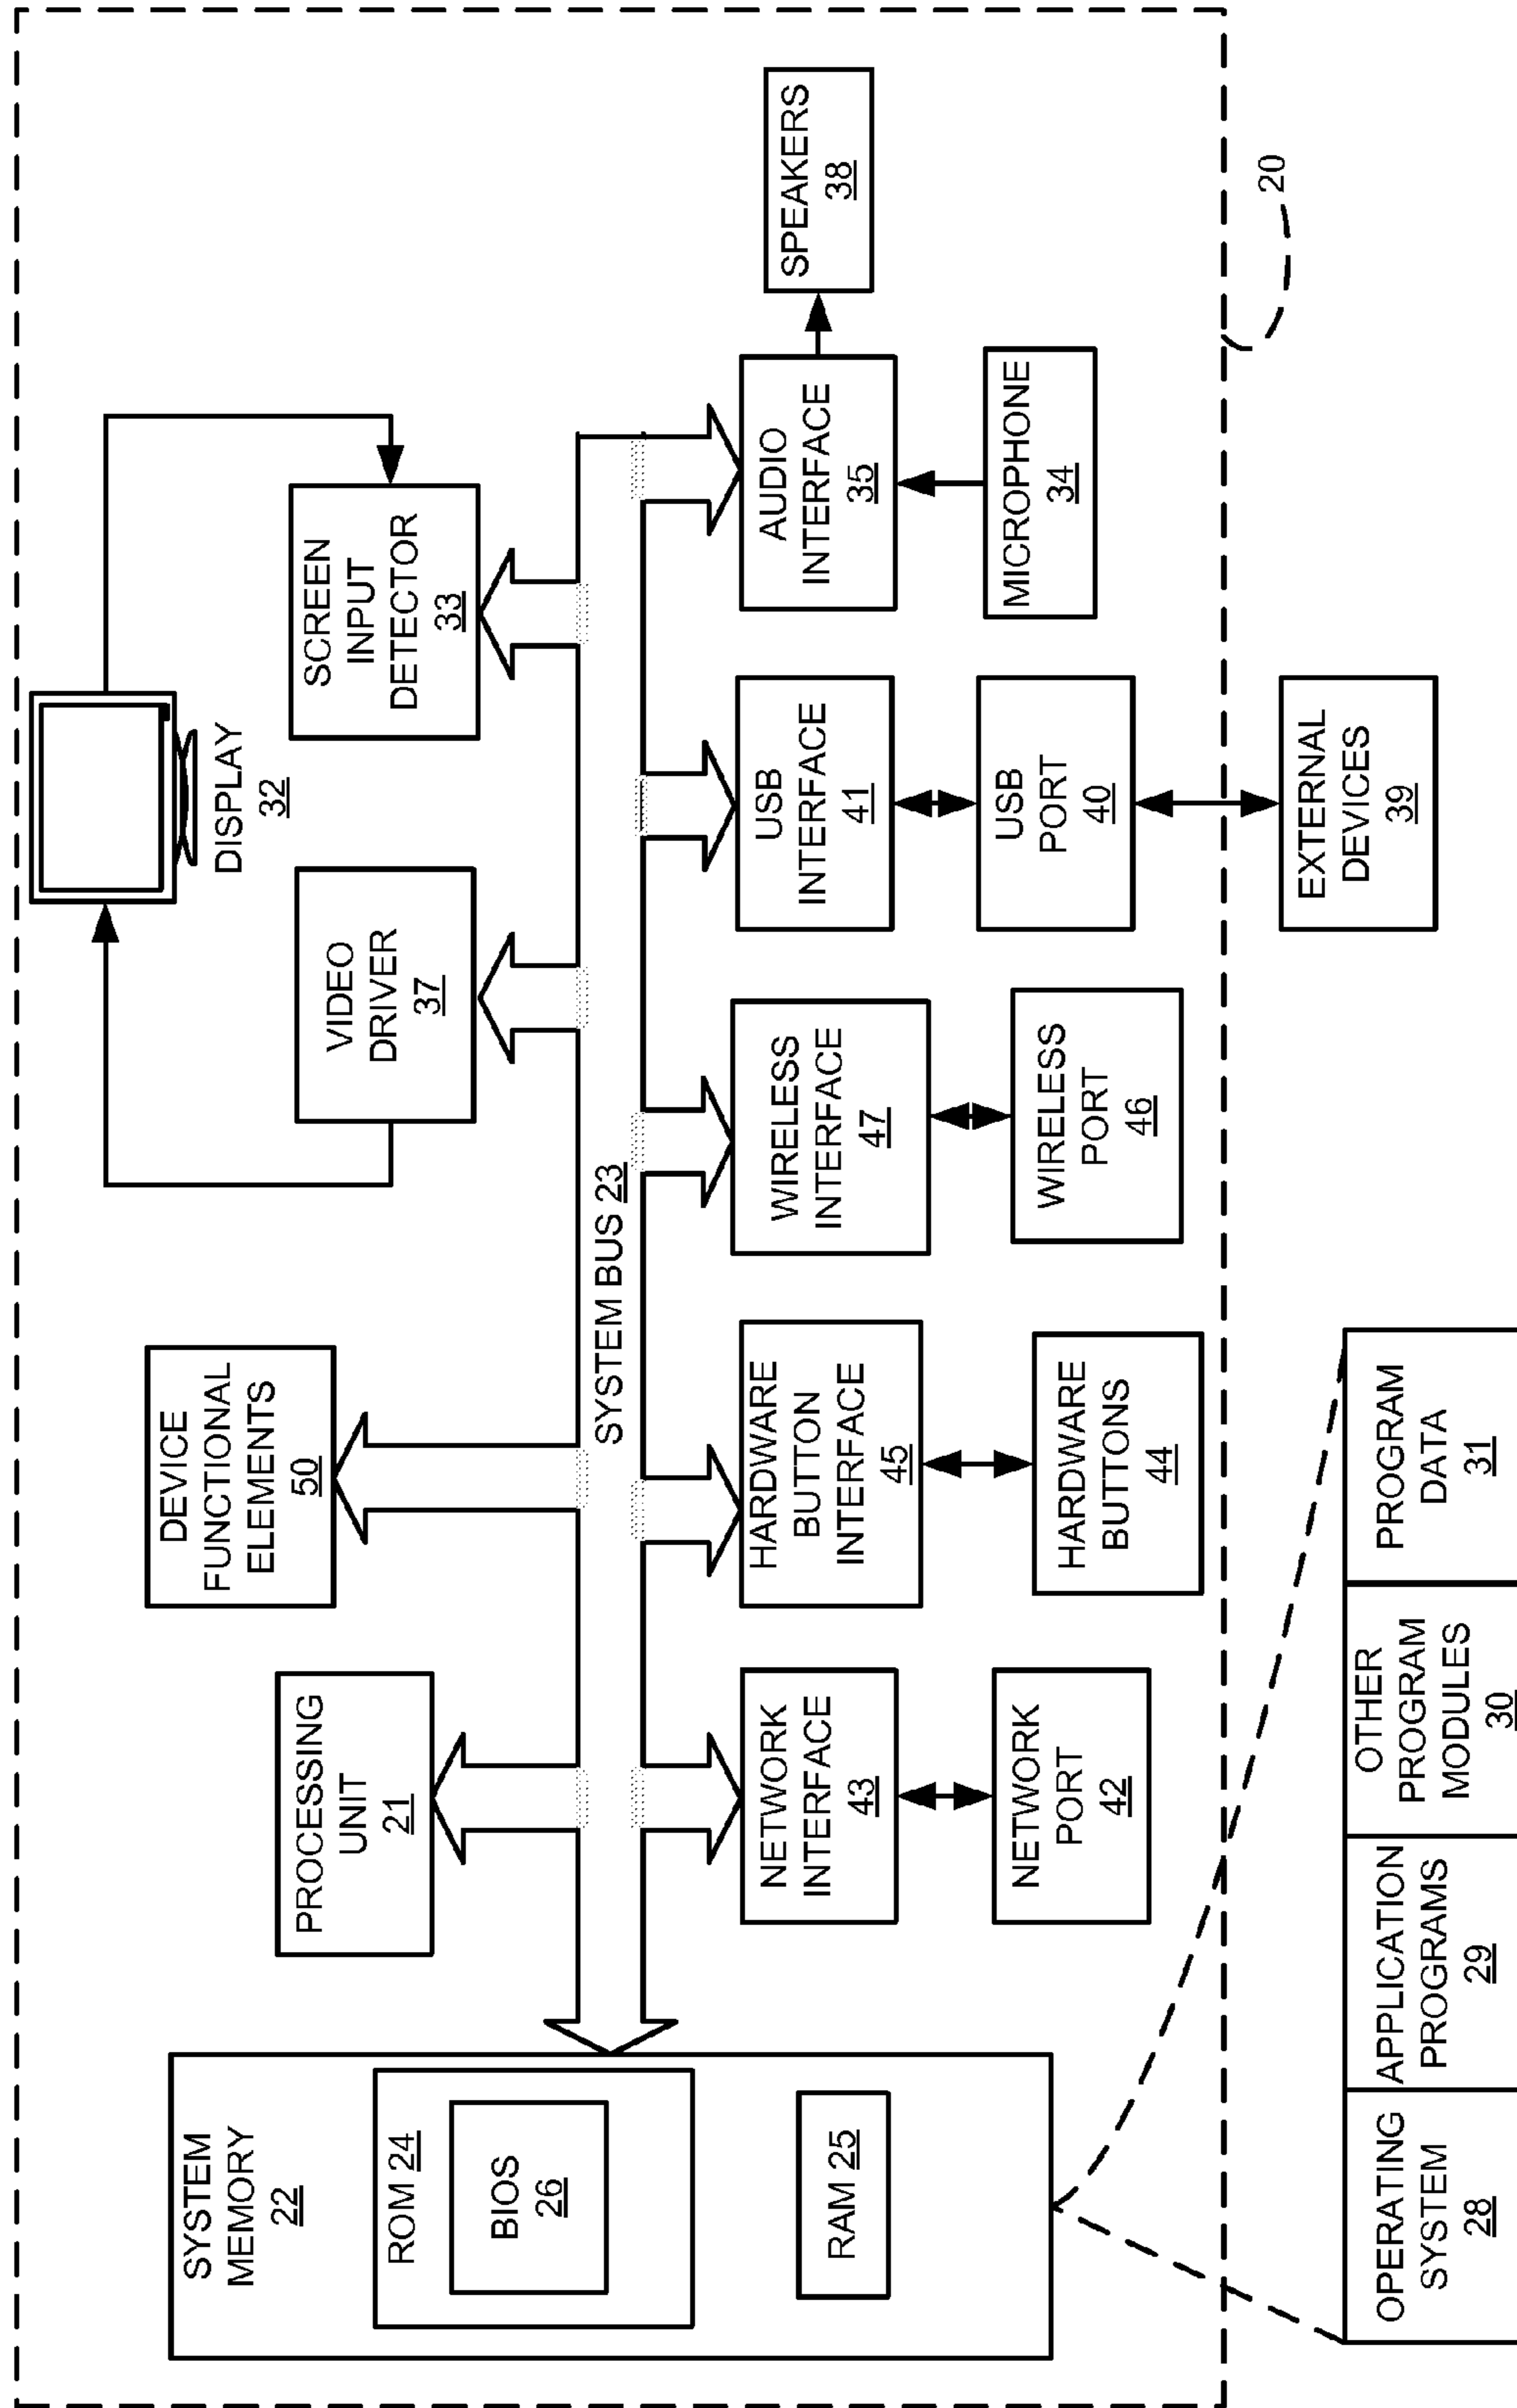 DISPLAY
32
DEVICE
FUNCTIONAL
ELEMENTS
50
SYSTEM
MEMORY
22
ROM 24
BIOS
26
RAM 25
PROCESSING
UNIT
21
VIDEO
DRIVER
37
SCREEN
INPUT
DETECTOR
33
SYSTEM BUS 23
NETWORK
INTERFACE
43
HARDWARE
BUTTON
INTERFACE
45
WIRELESS
INTERFACE
47
USB
INTERFACE
41
AUDIO
INTERFACE
35
SPEAKERS
38
NETWORK
PORT
42
HARDWARE
BUTTONS
44
WIRELESS
PORT
46
USB
PORT
40
MICROPHONE
34
20
EXTERNAL
DEVICES
39
OPERATING
SYSTEM
28
APPLICATION
PROGRAMS
29
OTHER
PROGRAM
MODULES
30
PROGRAM
DATA
31